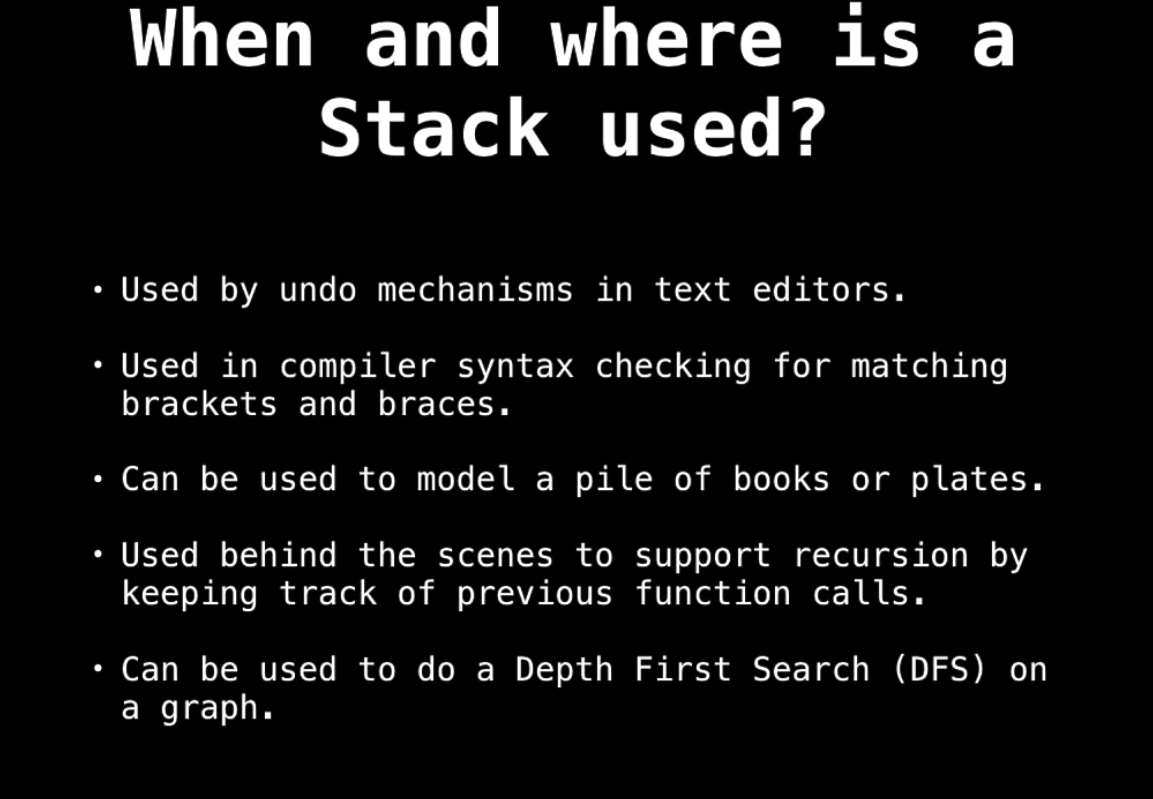 When and where is a
Stack used?
• Used by undo mechanisms in text editors.
• Used in compiler syntax checking for matching
brackets and braces.
• Can be used to model a pile of books or plates.
• Used behind the scenes to support recursion by
keeping track of previous function calls.
• Can be used to do a Depth First Search (DFS) on
a graph.